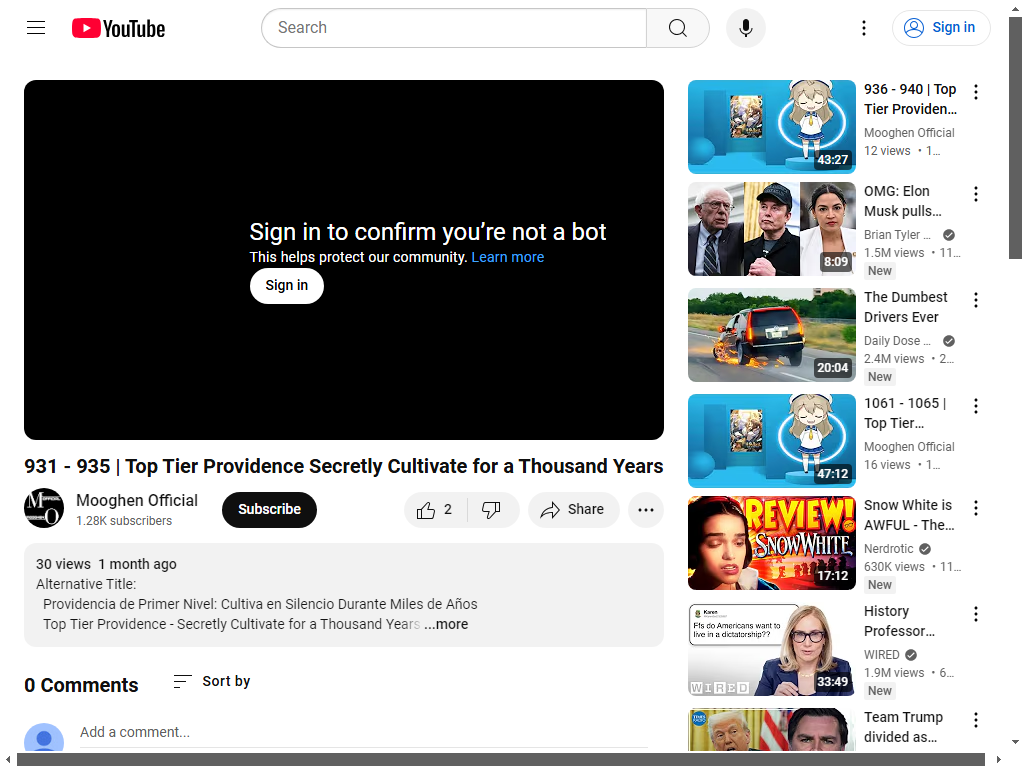 YouTube
Search
Sign in
Sign in to confirm you’re not a bot
This helps protect our community. Learn more
Sign in
931 - 935 | Top Tier Providence Secretly Cultivate for a Thousand Years
Mooghen Official
1.28K subscribers
Subscribe
2
Share
30 views 1 month ago
Alternative Title:
Providencia de Primer Nivel: Cultiva en Silencio Durante Miles de Años
Top Tier Providence - Secretly Cultivate for a Thousand Years ...more
0 Comments
Sort by
Add a comment...
43:27
936 - 940 | Top
Tier Providen...
Mooghen Official
12 views • 1...
8:09
OMG: Elon
Musk pulls...
Brian Tyler ...
1.5M views • 11...
New
20:04
The Dumbest
Drivers Ever
Daily Dose ...
2.4M views • 2...
New
47:12
1061 - 1065 |
Top Tier...
Mooghen Official
16 views • 1...
REVIEW!
SNOW WHITE
17:12
Snow White is
AWFUL - The...
Nerdrotic
630K views • 11...
New
Karen
Ffs do Americans want to
live in a dictatorship??
WIRED
33:49
History
Professor...
WIRED
1.9M views • 6...
New
TIMES
RADIO
Team Trump
divided as...